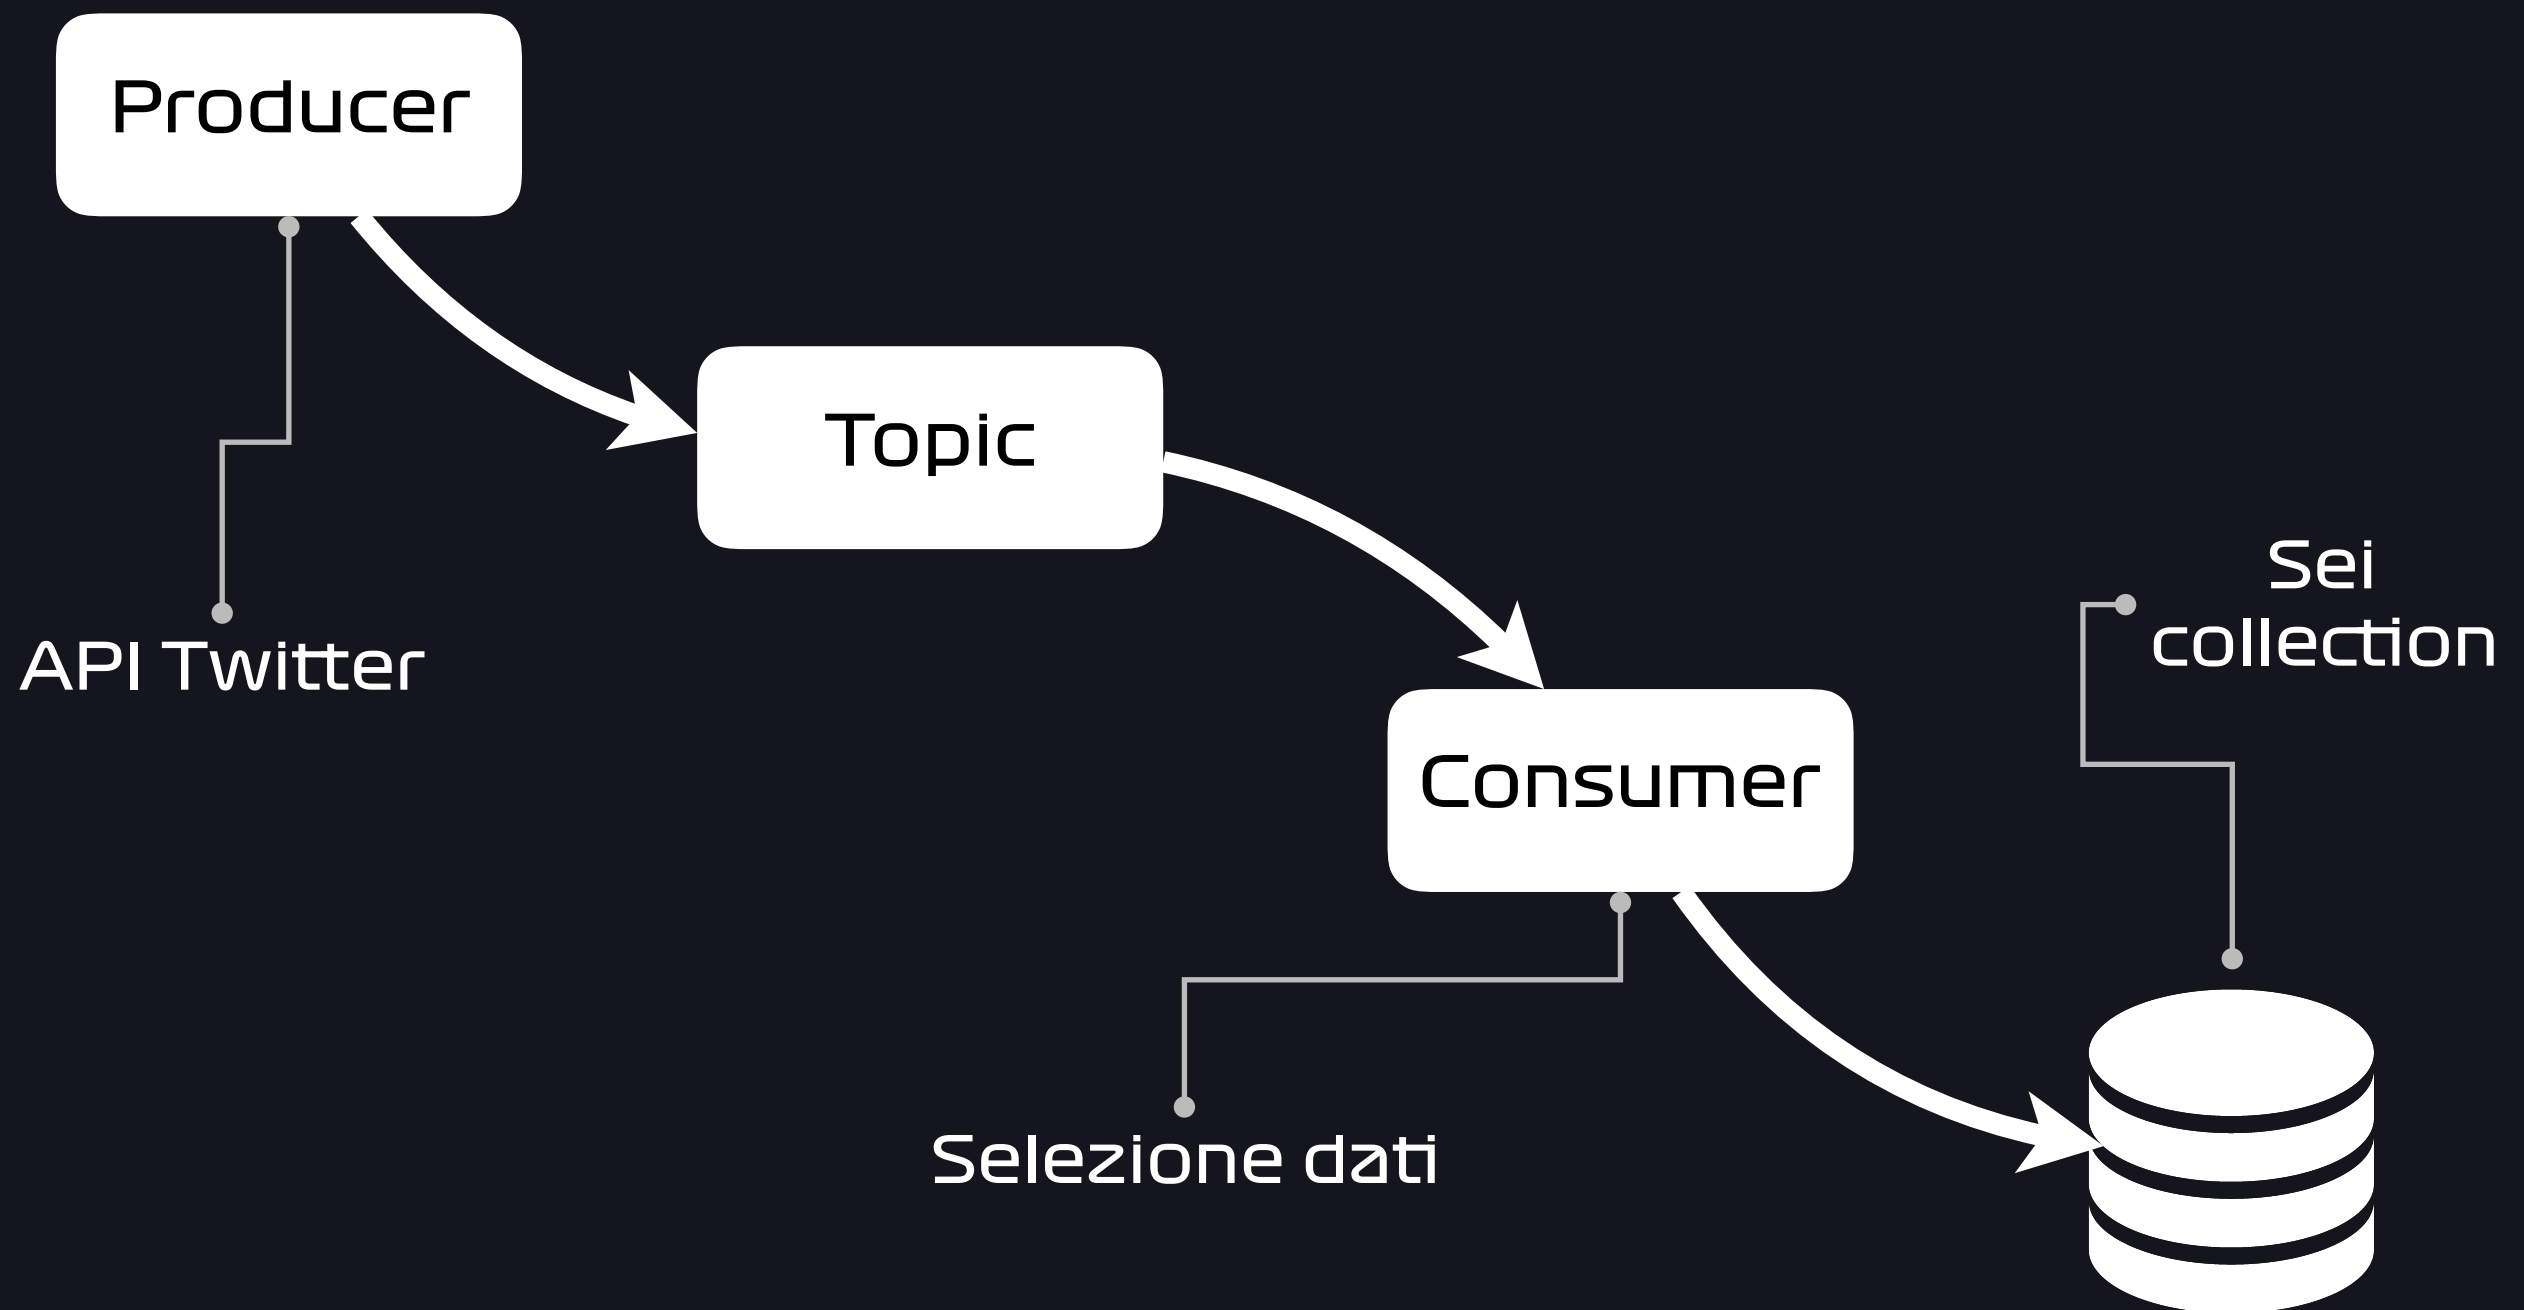 Producer
Topic
Sei
collection
API Twitter
Consumer
Selezione dati